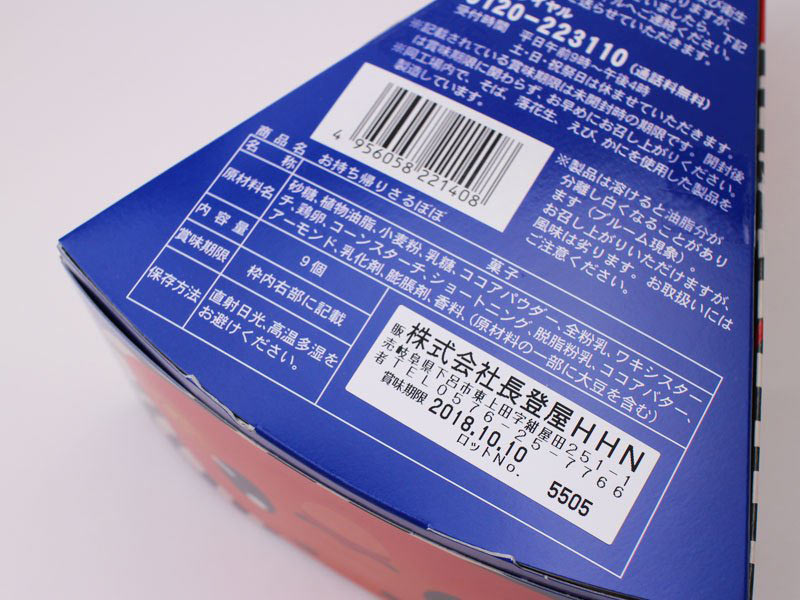 イヤル
0120-223110(通話料無料)
受付時間 平日午前9時～午後4時
土・日・祝祭日は休ませていただきます。
※記載されている賞味期限は未開封時の期限です。開封後
は賞味期限に関わらず、お早めにお召し上がりください。
※同工場内で、そば 落花生、えび かにを使用した製品を
製造しています。
4 956058 221408
※製品は溶けると油脂分が
分離し白くなることがあり
ます(ブルーム現象)。
お召し上がりいただけますが、
風味は劣ります。お取扱いには
ご注意ください。
商品名 お持ち帰りさるぼぼ
名称 菓子
原材料名 砂糖、植物油脂、小麦粉、乳糖、ココアパウダー、全粉乳、ワキシスター
チ、鶏卵、コーンスターチ、ショートニング、脱脂粉乳、ココアバター、
アーモンド、乳化剤、膨脹剤、香料、(原材料の一部に大豆を含む)
内容量 9個
賞味期限 枠内右部に記載
保存方法 直射日光、高温多湿を
お避けください。
販売者 株式会社長登屋HHN
岐阜県下呂市東上田字紺屋田251-1
TEL0576-25-7766
賞味期限 2018.10.10
ロットNo. 5505